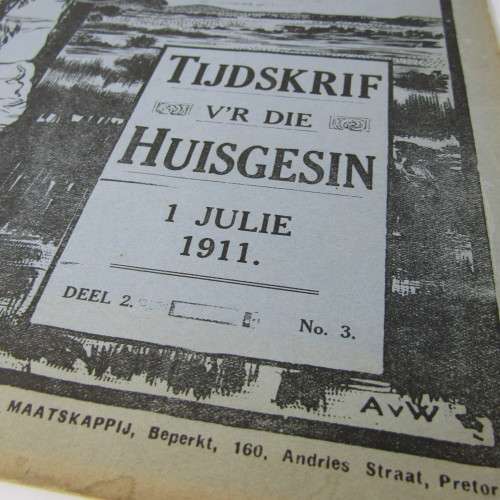 TIJDSKRIF
V'R DIE
HUISGESIN
1 JULIE
1911.
DEEL 2. No. 3.
AvW
MAATSKAPPIJ, Beperkt, 160, Andries Straat, Pretor